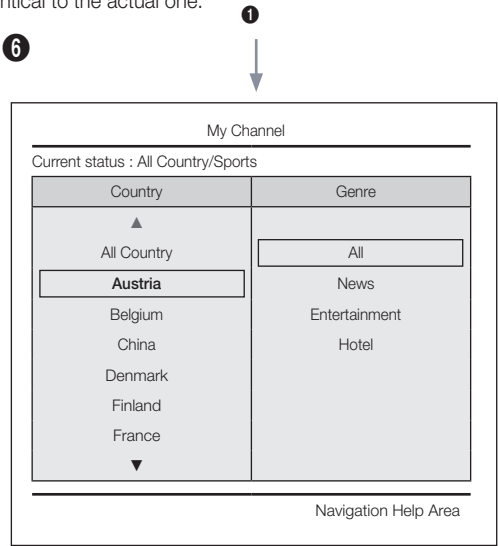 to the actual one.
❶
❻
My Channel
Current status : All Country/Sports
Country Genre
▲
All Country All
Austria News
Belgium Entertainment
China Hotel
Denmark
Finland
France
▼
Navigation Help Area